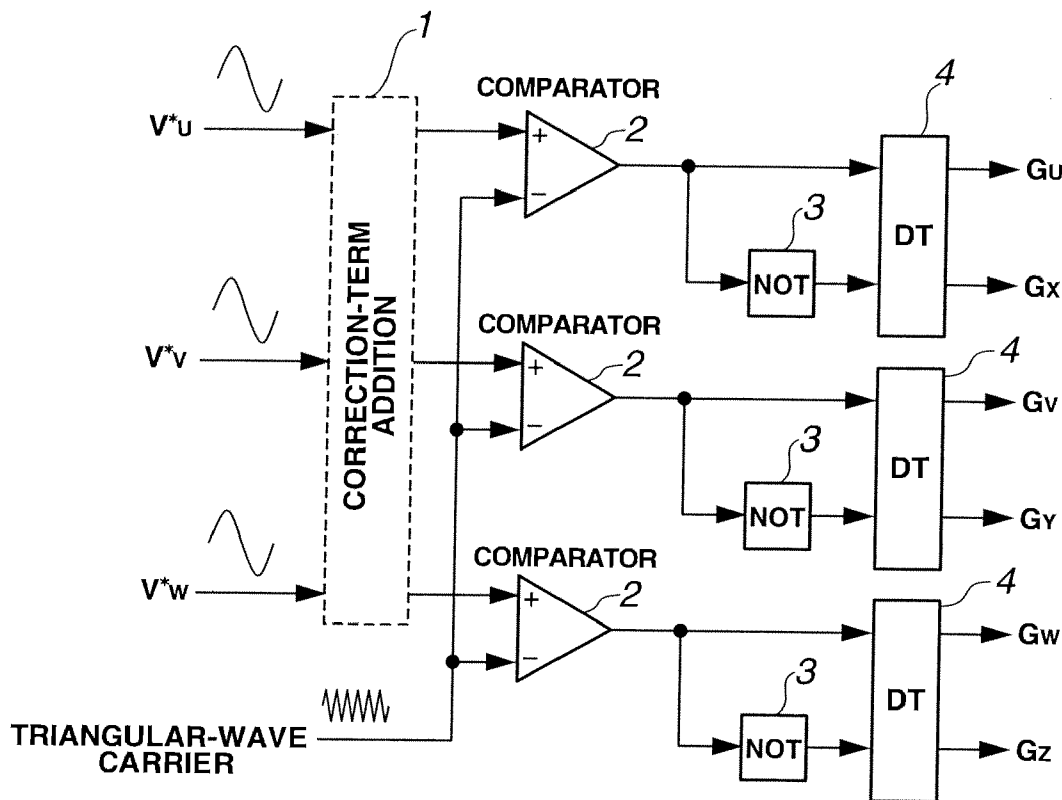 1
COMPARATOR
4
V*U
+
2
−
GU
3
NOT
DT
GX
CORRECTION-TERM
ADDITION
COMPARATOR
4
V*V
+
2
−
GV
3
NOT
DT
GY
COMPARATOR
4
V*W
+
2
−
GW
3
NOT
DT
GZ
TRIANGULAR-WAVE
CARRIER